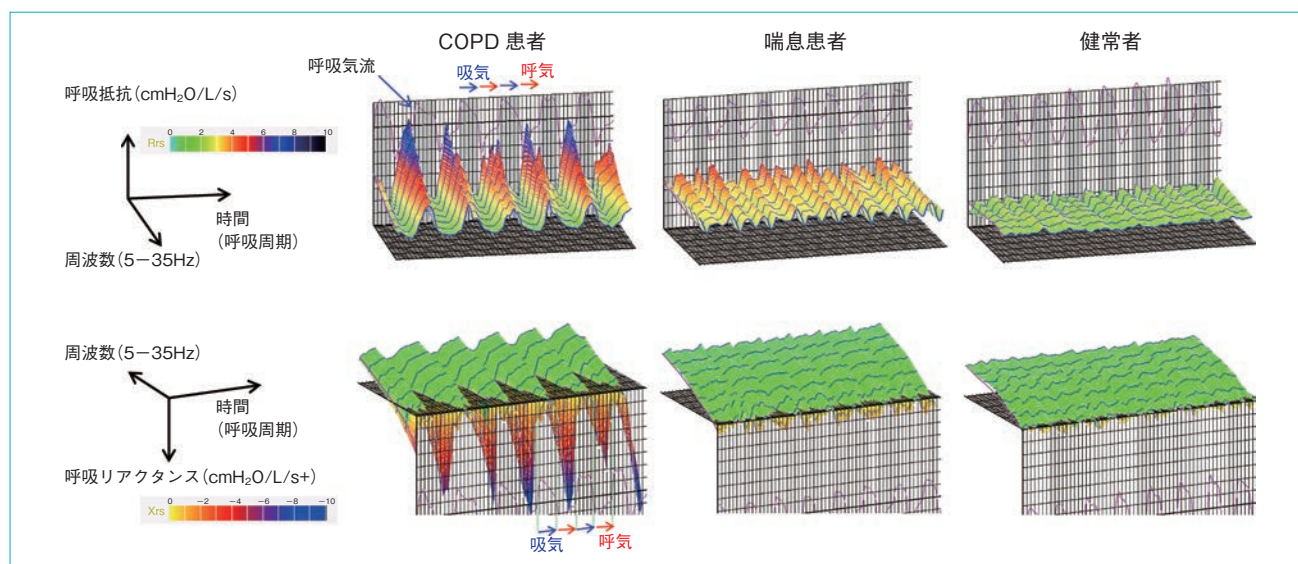 COPD 患者
喘息患者
健常者
呼吸気流
吸気
呼気
呼吸抵抗(cmH₂O/L/s)
Rrs
0 2 4 6 8 10
時間
(呼吸周期)
周波数(5−35Hz)
周波数(5−35Hz)
時間
(呼吸周期)
呼吸リアクタンス(cmH₂O/L/s+)
Xrs
0 −2 −4 −6 −8 −10
吸気
呼気